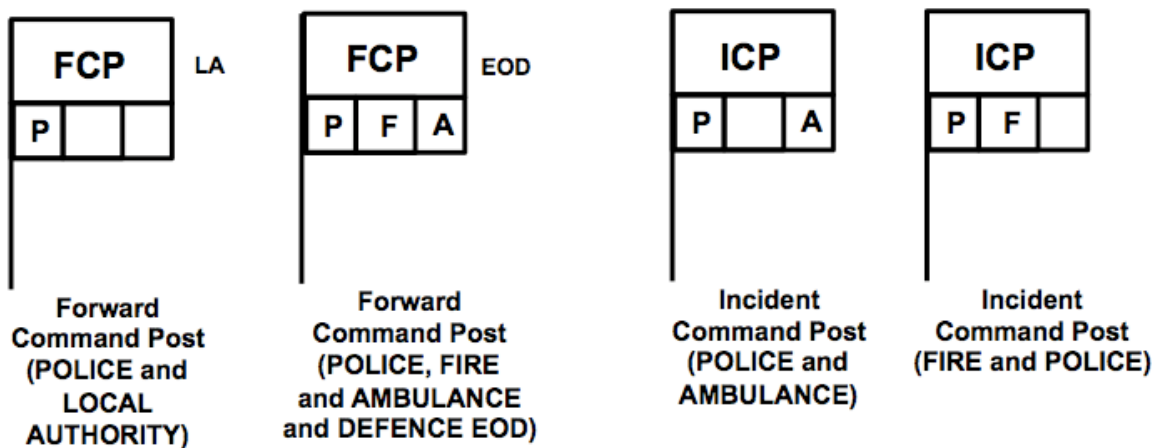 FCP
LA
P
Forward
Command Post
(POLICE and
LOCAL
AUTHORITY)
FCP
EOD
P F A
Forward
Command Post
(POLICE, FIRE
and AMBULANCE
and DEFENCE EOD)
ICP
P A
Incident
Command Post
(POLICE and
AMBULANCE)
ICP
P F
Incident
Command Post
(FIRE and POLICE)